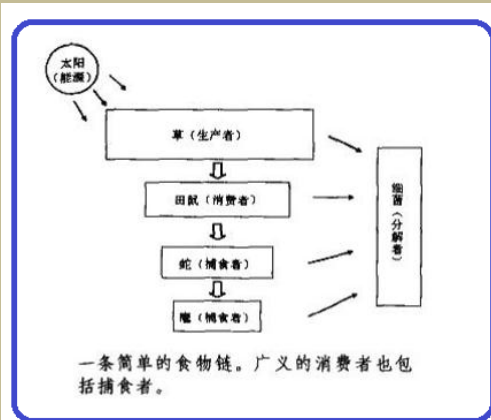 太阳
(能源)
草(生产者)
田鼠(消费者)
蛇(捕食者)
鹰(捕食者)
细菌(分解者)
一条简单的食物链。广义的消费者也包
括捕食者。